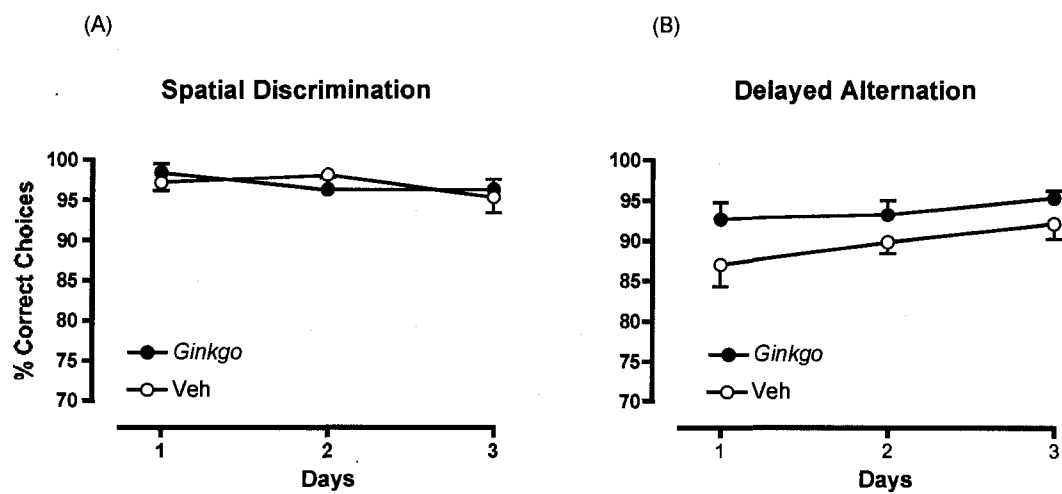 (A)
Spatial Discrimination
% Correct Choices
100
95
90
85
80
75
70
Ginkgo
Veh
1 2 3
Days
(B)
Delayed Alternation
100
95
90
85
80
75
70
Ginkgo
Veh
1 2 3
Days